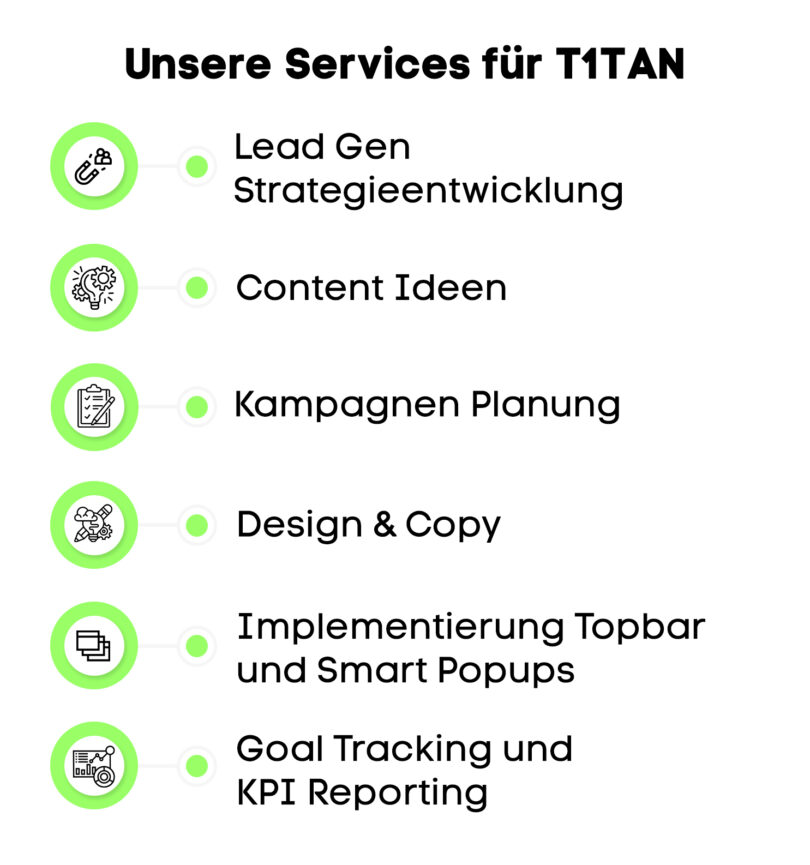 Unsere Services für T1TAN
Lead Gen
Strategieentwicklung
Content Ideen
Kampagnen Planung
Design & Copy
Implementierung Topbar
und Smart Popups
Goal Tracking und
KPI Reporting